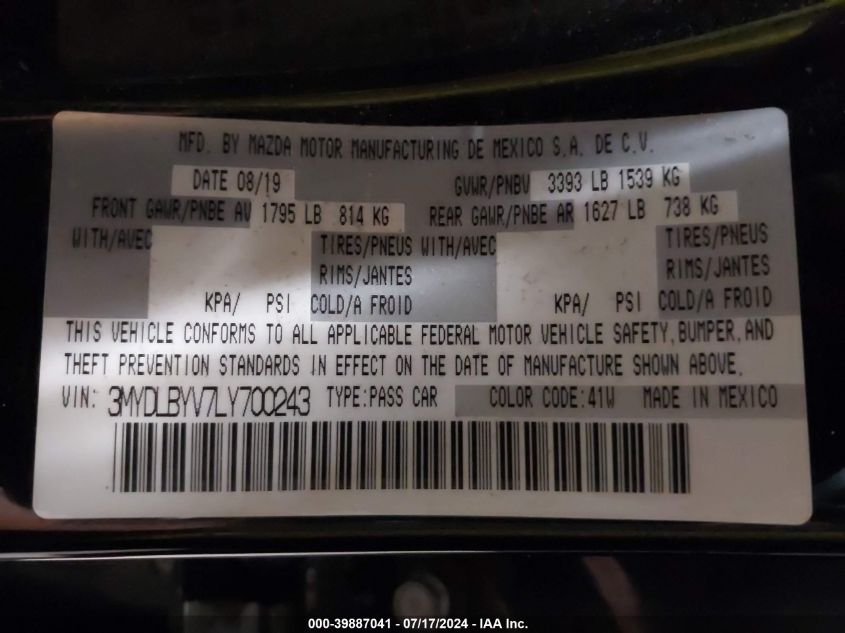 MFD. BY MAZDA MOTOR MANUFACTURING DE MEXICO S.A. DE C.V.
DATE 08/19 GVWR/PNBV 3393 LB 1539 KG
FRONT GAWR/PNBE AV 1795 LB 814 KG REAR GAWR/PNBE AR 1627 LB 738 KG
WITH/AVEC TIRES/PNEUS WITH/AVEC TIRES/PNEUS
RIMS/JANTES RIMS/JANTES
KPA/ PSI COLD/A FROID KPA/ PSI COLD/A FROID
THIS VEHICLE CONFORMS TO ALL APPLICABLE FEDERAL MOTOR VEHICLE SAFETY, BUMPER, AND
THEFT PREVENTION STANDARDS IN EFFECT ON THE DATE OF MANUFACTURE SHOWN ABOVE.
VIN: 3MYDLBYV7LY700243 TYPE:PASS CAR COLOR CODE:41W MADE IN MEXICO
000-39887041 - 07/17/2024 - IAA Inc.